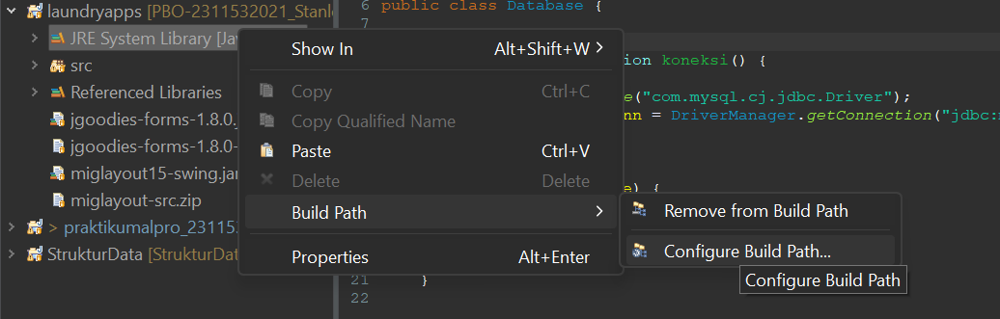 laundryapps [PBO-2311532021_Stanle
JRE System Library [Ja
src
Referenced Libraries
jgoodies-forms-1.8.0.
jgoodies-forms-1.8.0-
miglayout15-swing.jar
miglayout-src.zip
> praktikumalpro_23115
StrukturData [StrukturDat
Show In Alt+Shift+W
Copy Ctrl+C
Copy Qualified Name
Paste Ctrl+V
Delete Delete
Build Path
Properties Alt+Enter
Remove from Build Path
Configure Build Path...
Configure Build Path
6 public class Database {
7
ion koneksi() {
e("com.mysql.cj.jdbc.Driver");
nn = DriverManager.getConnection("jdbc:m
e) {
21 }
22